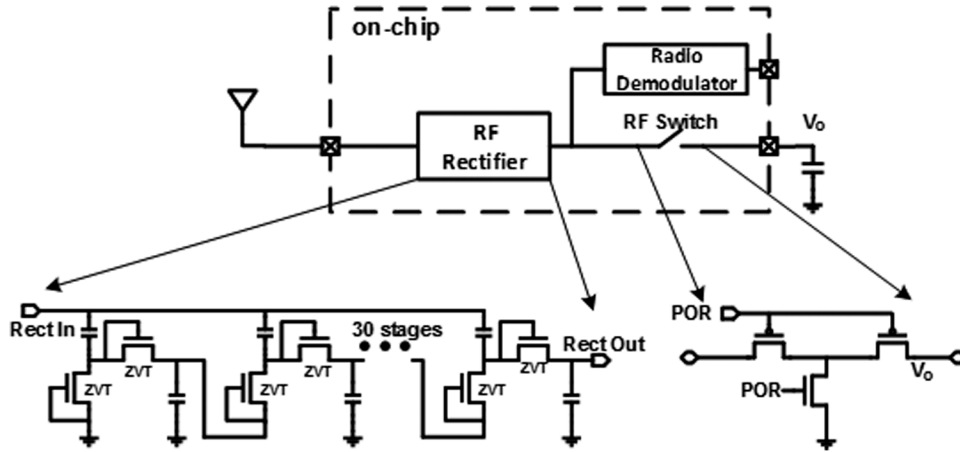 on-chip
Radio
Demodulator
RF Switch
Vo
RF
Rectifier
Rect In
ZVT
ZVT
ZVT
ZVT
30 stages
ZVT
ZVT
Rect Out
POR
POR
Vo